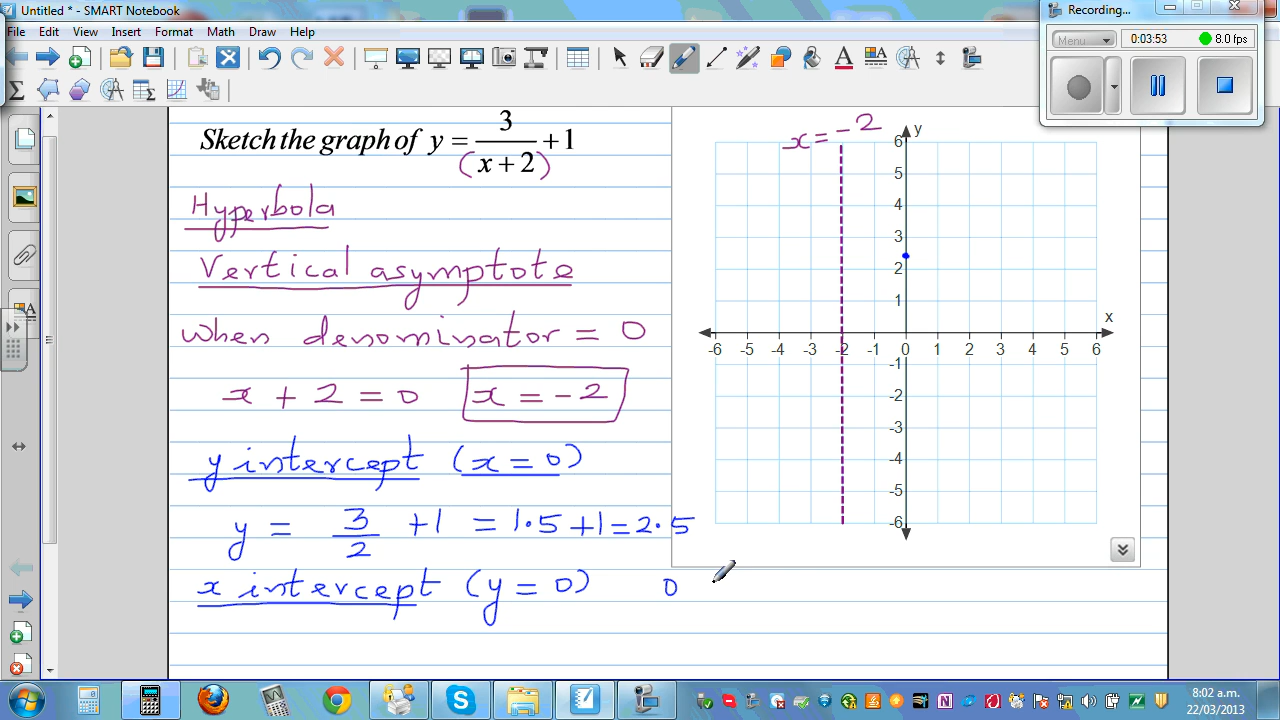 Untitled * - SMART Notebook
File Edit View Insert Format Math Draw Help
Recording...
Menu 0:03:53 8.0 fps
Sketch the graph of y = 3/(x + 2) + 1
Hyperbola
Vertical asymptote
when denominator = 0
x + 2 = 0 x = -2
y intercept (x = 0)
y = 3/2 + 1 = 1.5 + 1 = 2.5
x intercept (y = 0) 0
x = -2
y
6
5
4
3
2
1
x
-6 -5 -4 -3 -2 -1 0 1 2 3 4 5 6
-1
-2
-3
-4
-5
-6
8:02 a.m.
22/03/2013